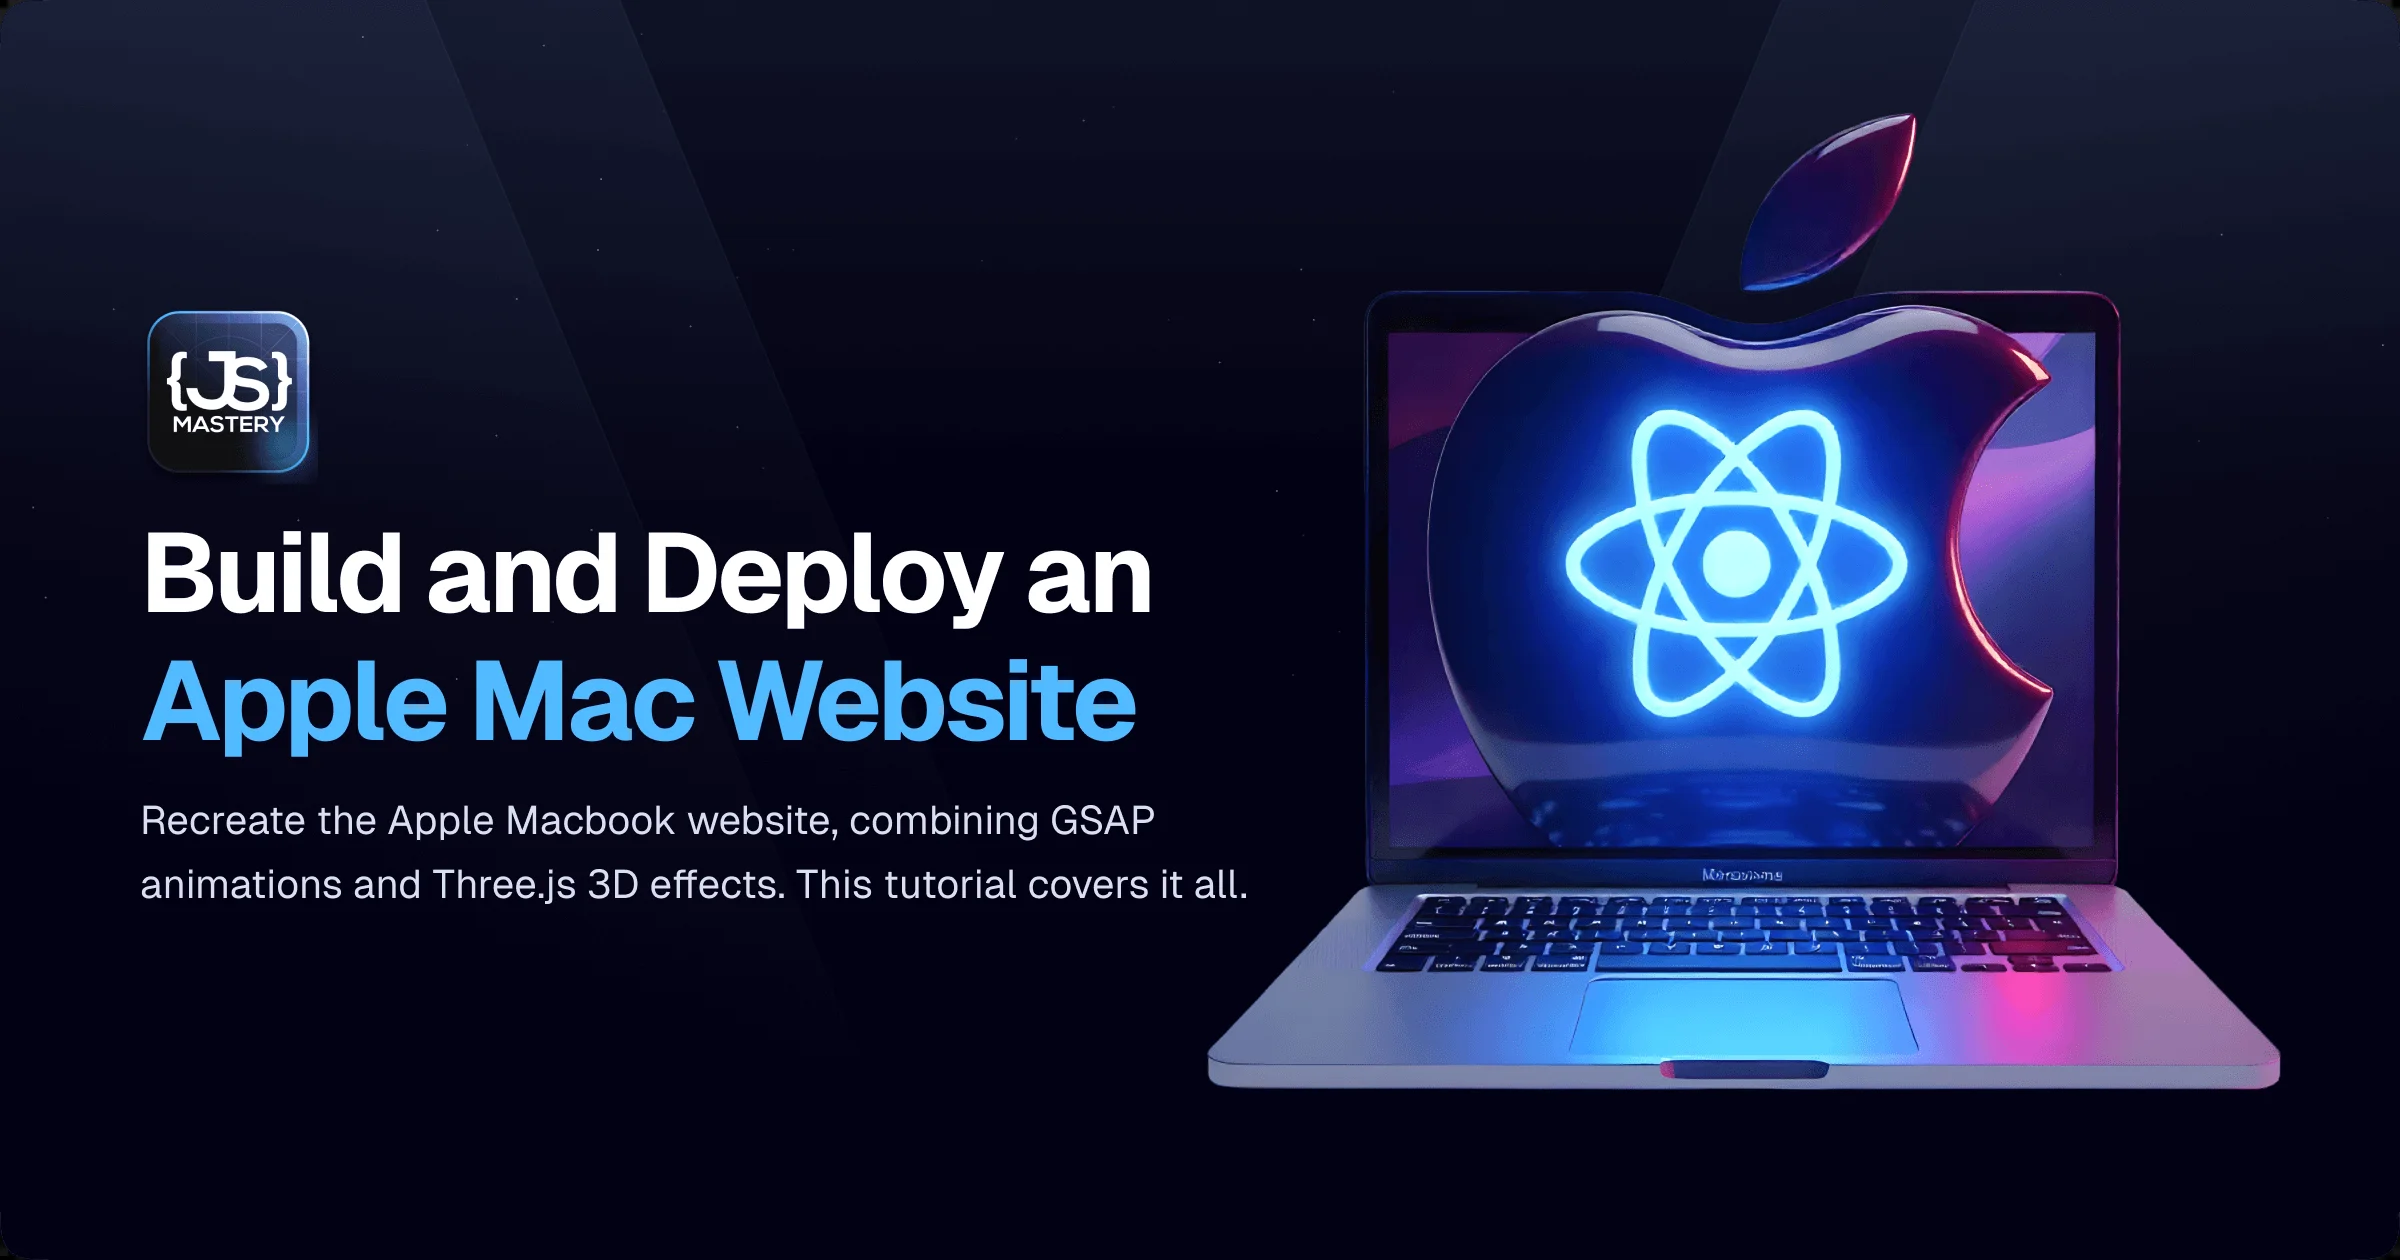 {JS}
MASTERY
Build and Deploy an
Apple Mac Website
Recreate the Apple Macbook website, combining GSAP
animations and Three.js 3D effects. This tutorial covers it all.